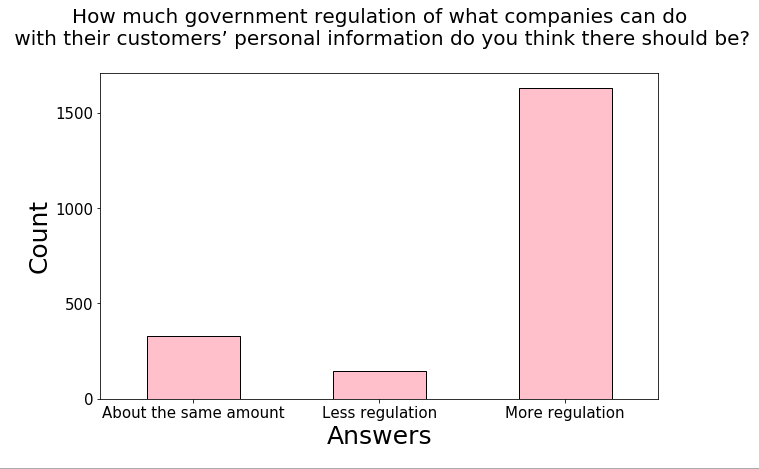 How much government regulation of what companies can do
with their customers’ personal information do you think there should be?
1500
1000
500
0
Count
About the same amount Less regulation More regulation
Answers